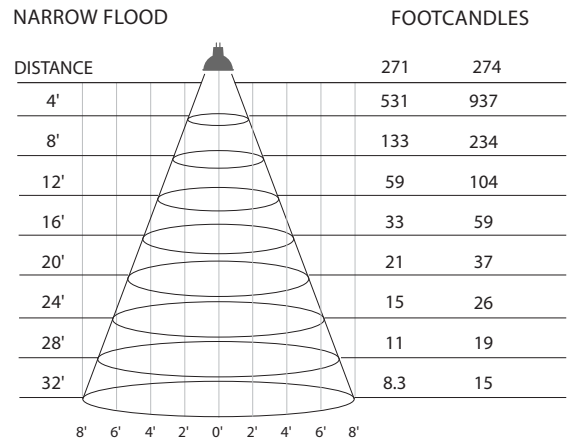 NARROW FLOOD FOOTCANDLES
DISTANCE 271 274
4' 531 937
8' 133 234
12' 59 104
16' 33 59
20' 21 37
24' 15 26
28' 11 19
32' 8.3 15
8' 6' 4' 2' 0' 2' 4' 6' 8'